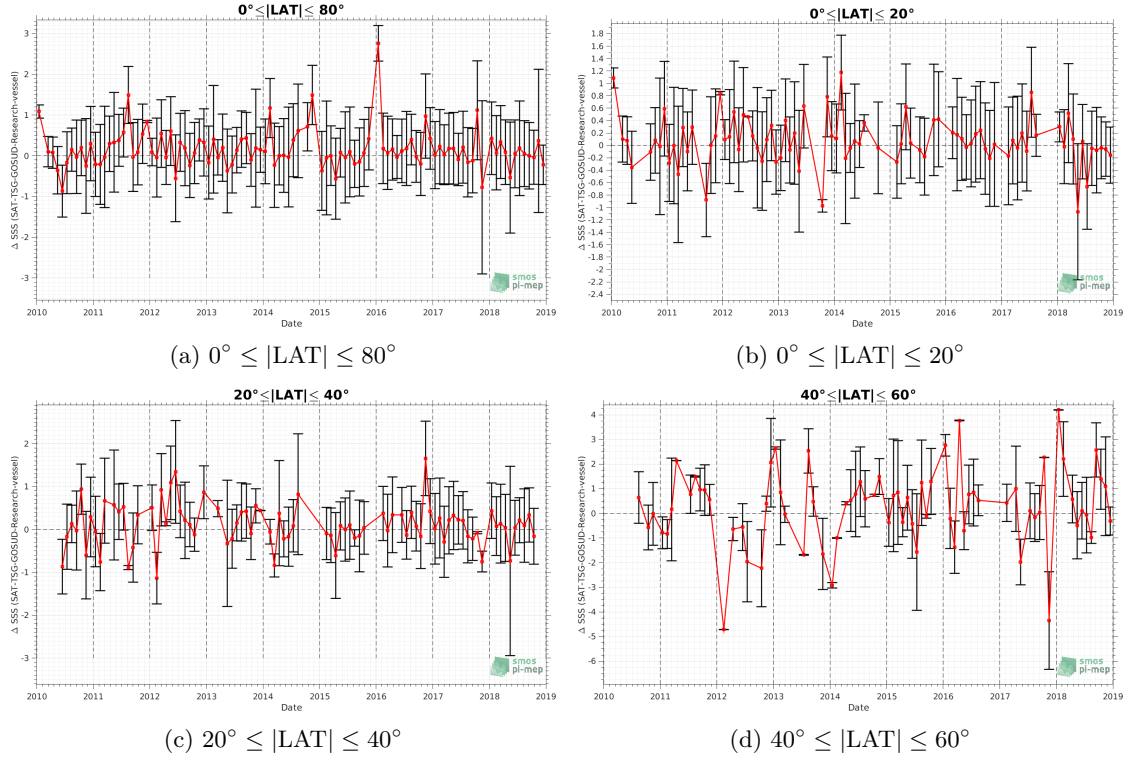 0°≤|LAT|≤ 80°
Δ SSS (SAT-TSG-GOSUD-Research-vessel)
3
2
1
0
-1
-2
-3
2010 2011 2012 2013 2014 2015 2016 2017 2018 2019
Date
smos
pi-mep
(a) 0° ≤ |LAT| ≤ 80°
0°≤|LAT|≤ 20°
Δ SSS (SAT-TSG-GOSUD-Research-vessel)
1.8
1.6
1.4
1.2
1
0.8
0.6
0.4
0.2
0
-0.2
-0.4
-0.6
-0.8
-1
-1.2
-1.4
-1.6
-1.8
-2
-2.2
-2.4
2010 2011 2012 2013 2014 2015 2016 2017 2018 2019
Date
smos
pi-mep
(b) 0° ≤ |LAT| ≤ 20°
20°≤|LAT|≤ 40°
Δ SSS (SAT-TSG-GOSUD-Research-vessel)
2
1
0
-1
-2
-3
2010 2011 2012 2013 2014 2015 2016 2017 2018 2019
Date
smos
pi-mep
(c) 20° ≤ |LAT| ≤ 40°
40°≤|LAT|≤ 60°
Δ SSS (SAT-TSG-GOSUD-Research-vessel)
4
3
2
1
0
-1
-2
-3
-4
-5
-6
2010 2011 2012 2013 2014 2015 2016 2017 2018 2019
Date
smos
pi-mep
(d) 40° ≤ |LAT| ≤ 60°